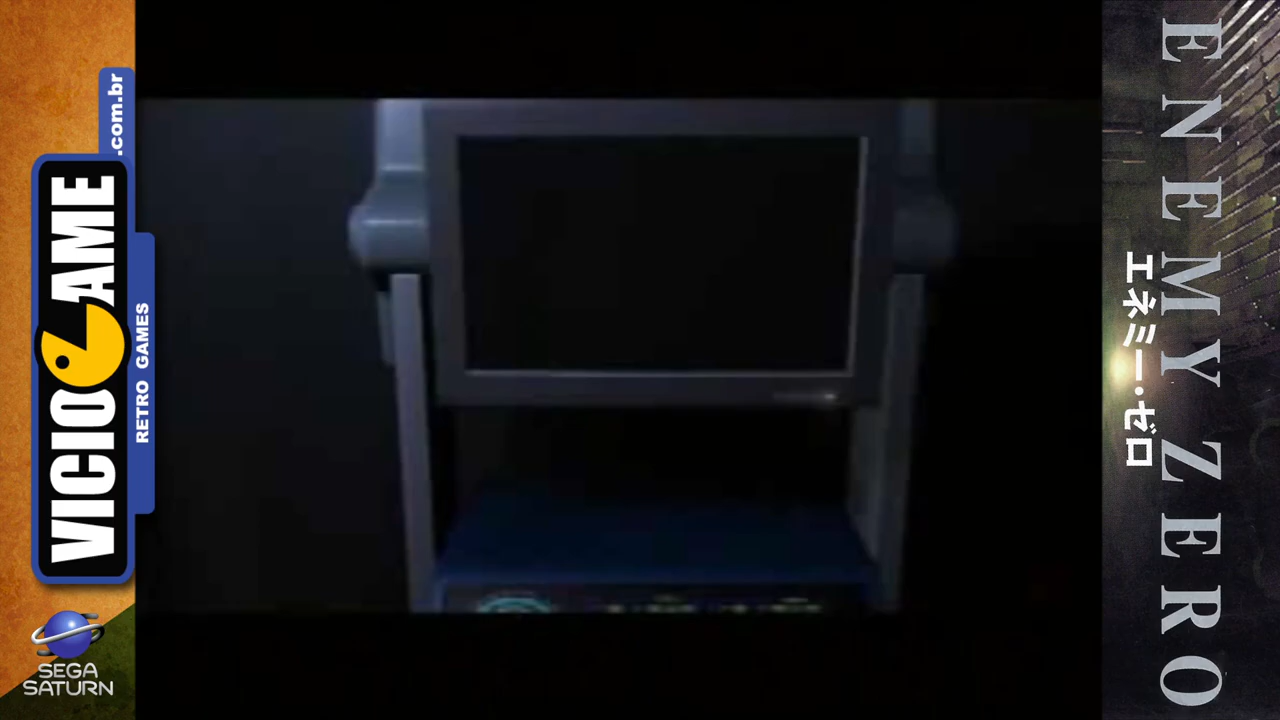 VICIOGAME
.com.br
RETRO GAMES
SEGA
SATURN
ENEMY ZERO
エネミー・ゼロ